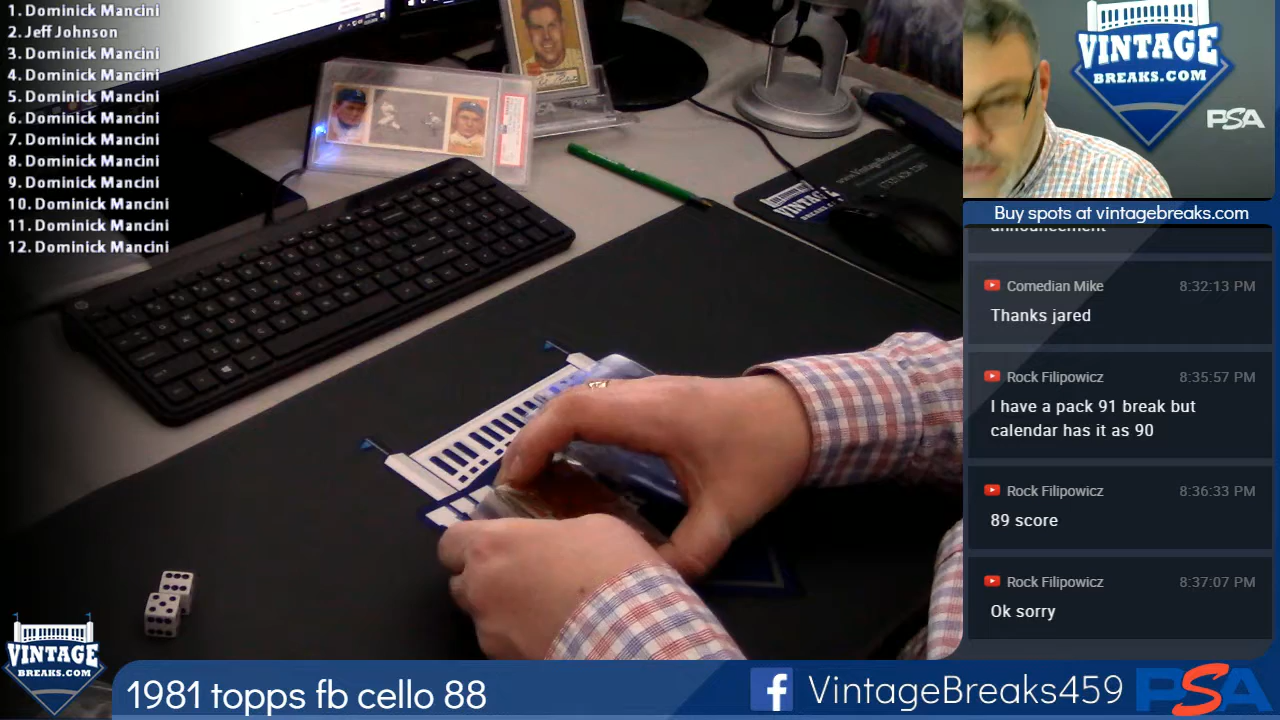 1. Dominick Mancini
2. Jeff Johnson
3. Dominick Mancini
4. Dominick Mancini
5. Dominick Mancini
6. Dominick Mancini
7. Dominick Mancini
8. Dominick Mancini
9. Dominick Mancini
10. Dominick Mancini
11. Dominick Mancini
12. Dominick Mancini
VINTAGE
BREAKS.COM
PSA
Buy spots at vintagebreaks.com
announcement
Comedian Mike 8:32:13 PM
Thanks jared
Rock Filipowicz 8:35:57 PM
I have a pack 91 break but
calendar has it as 90
Rock Filipowicz 8:36:33 PM
89 score
Rock Filipowicz 8:37:07 PM
Ok sorry
VINTAGE
BREAKS.COM
1981 topps fb cello 88
f VintageBreaks459
PSA